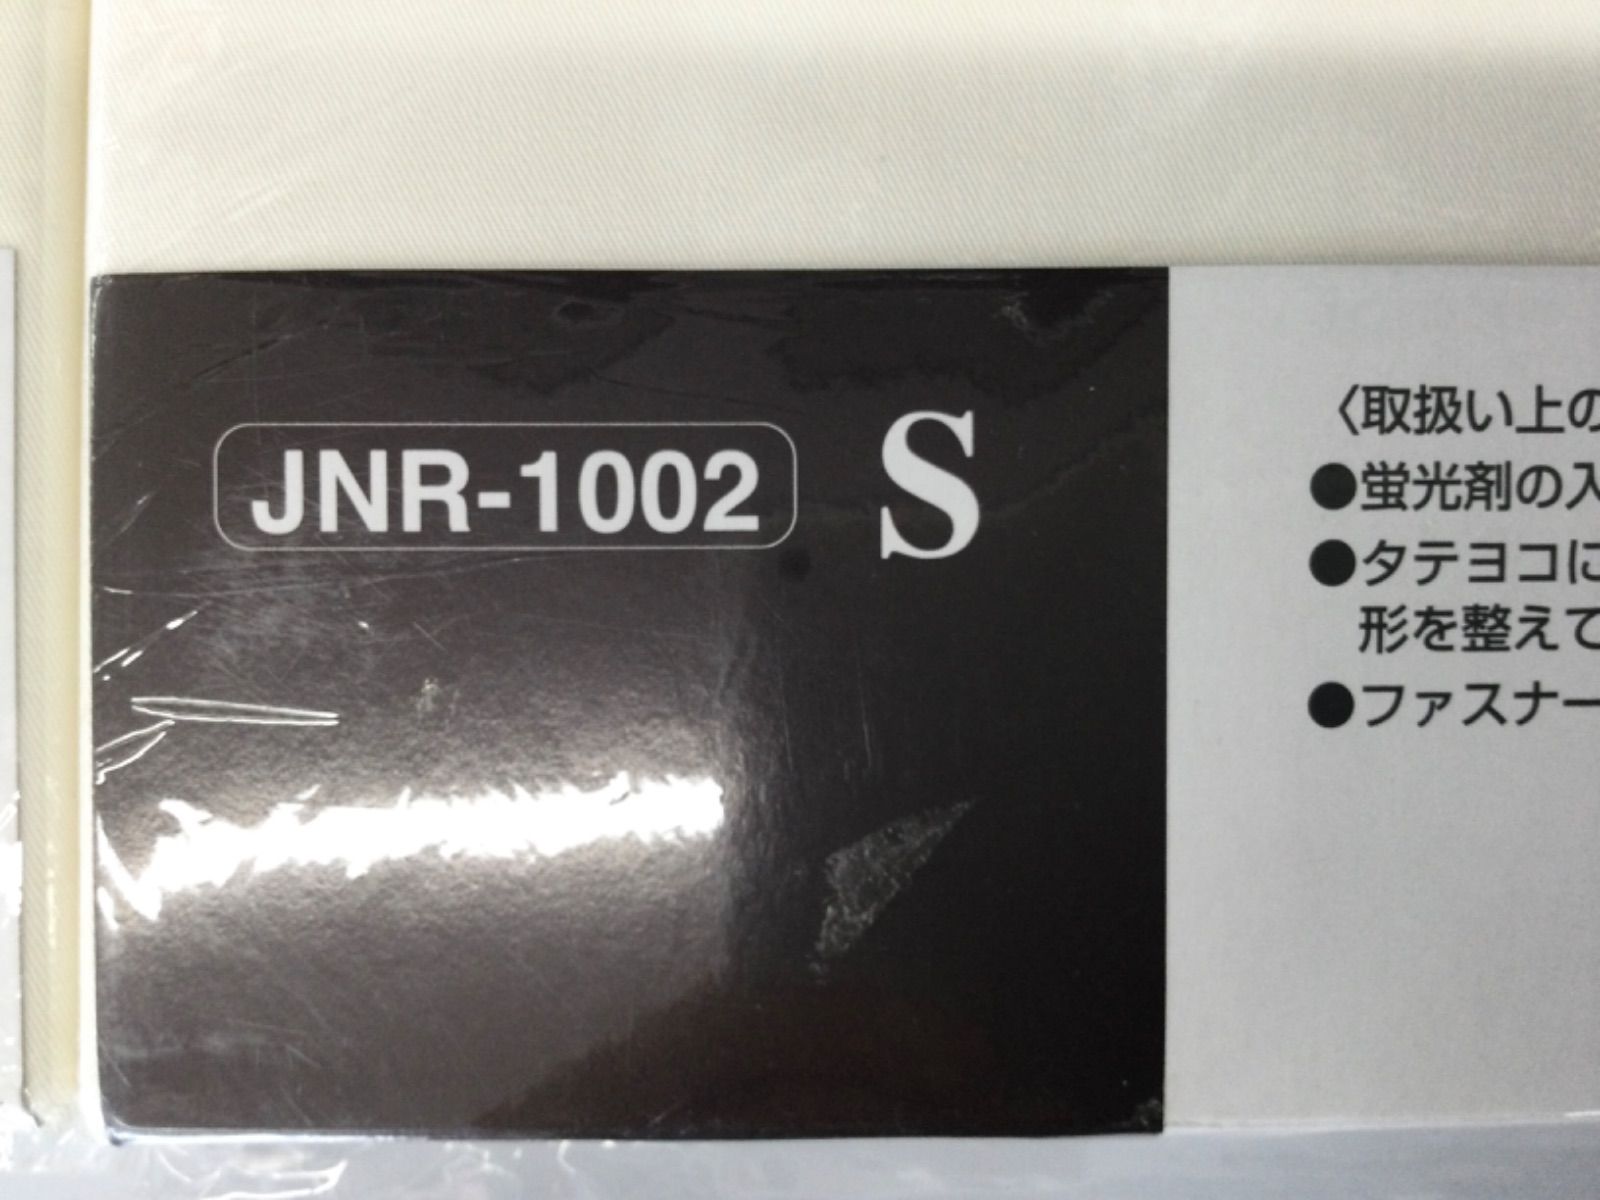 JNR-1002 S
〈取扱い上の
●蛍光剤の入
●タテヨコに
形を整えて
●ファスナー